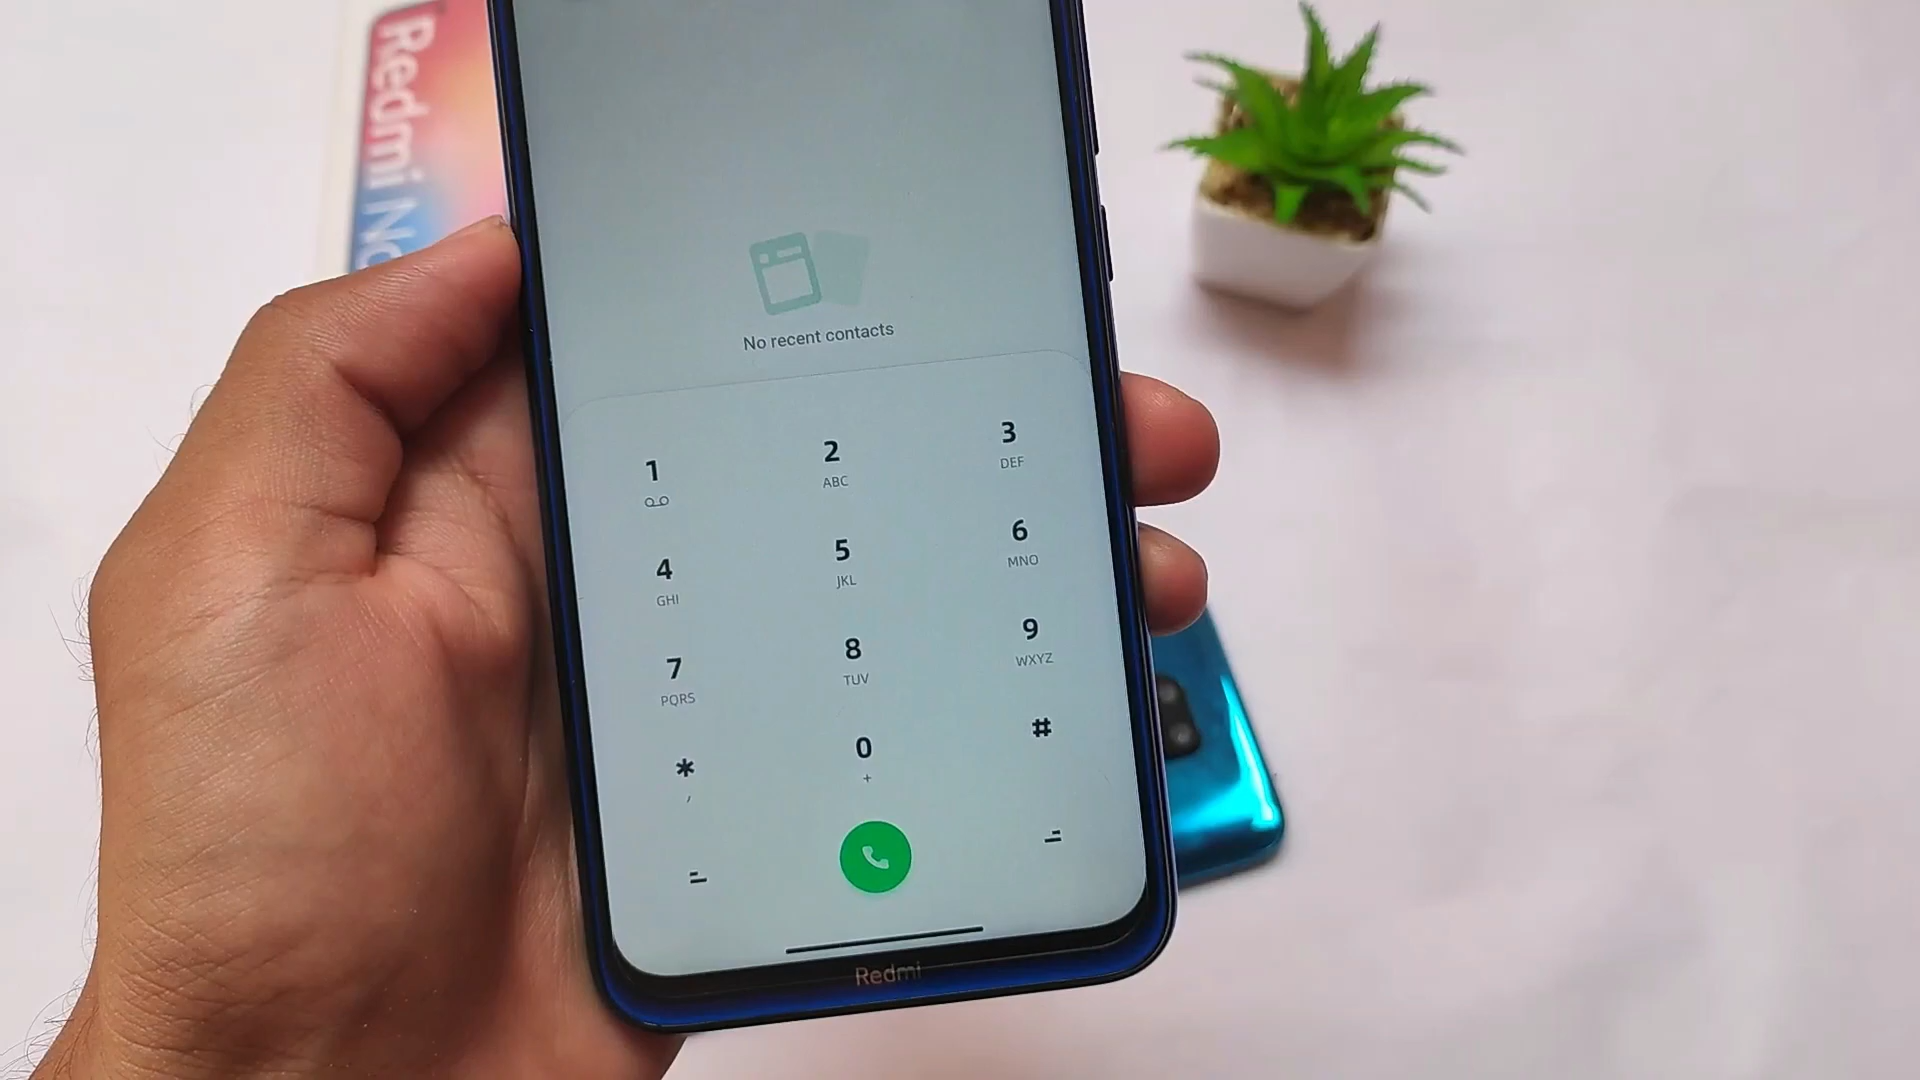 Redmi No
No recent contacts
1
2
ABC
3
DEF
4
GHI
5
JKL
6
MNO
7
PQRS
8
TUV
9
WXYZ
*
,
0
+
#
Redmi